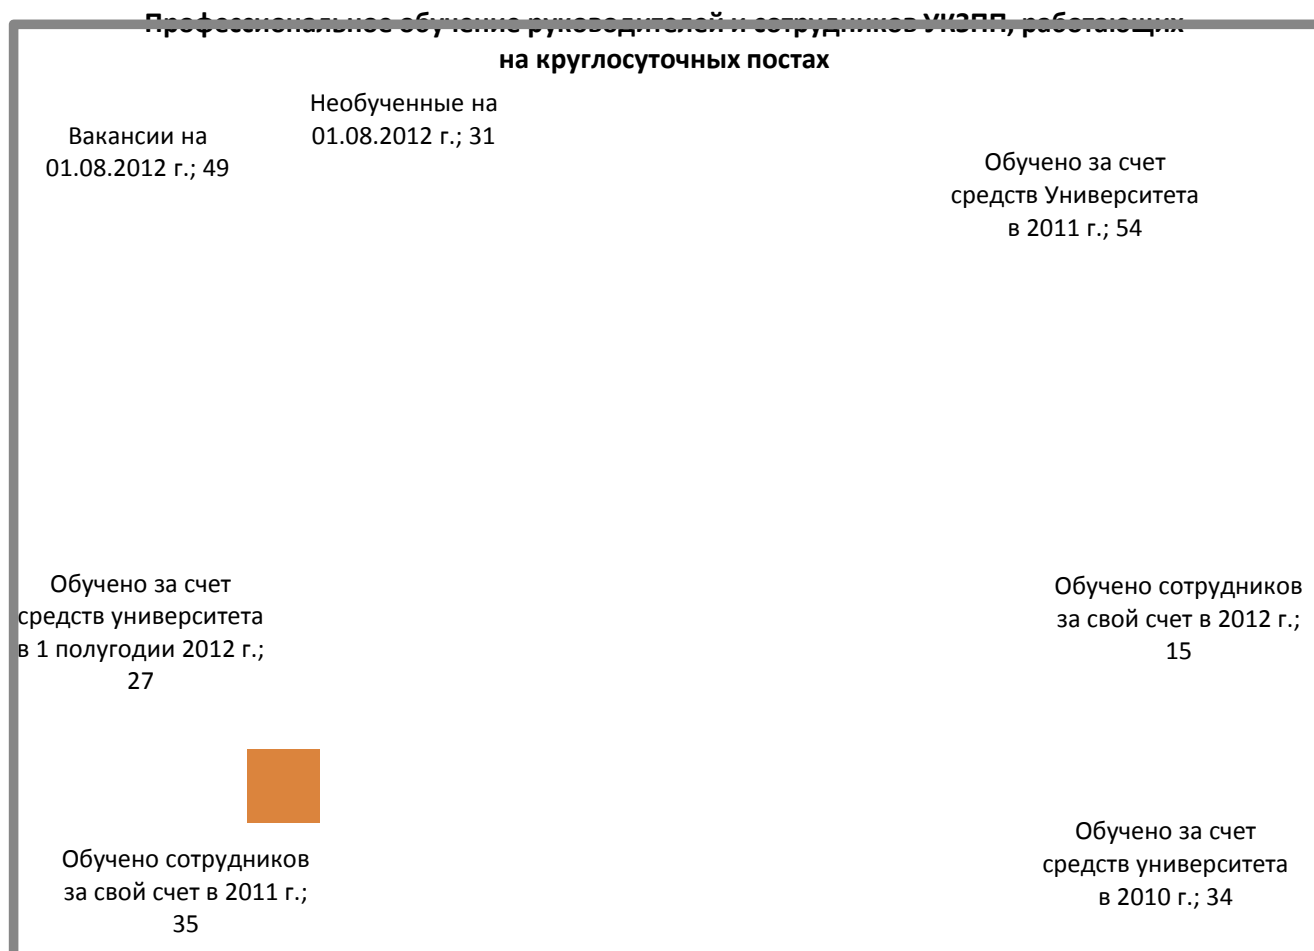 Профессиональное обучение руководителей и сотрудников УКЗПП, работающих
на круглосуточных постах
Необученные на
01.08.2012 г.; 31
Вакансии на
01.08.2012 г.; 49
Обучено за счет
средств Университета
в 2011 г.; 54
Обучено за счет
средств университета
в 1 полугодии 2012 г.;
27
Обучено сотрудников
за свой счет в 2012 г.;
15
Обучено сотрудников
за свой счет в 2011 г.;
35
Обучено за счет
средств университета
в 2010 г.; 34